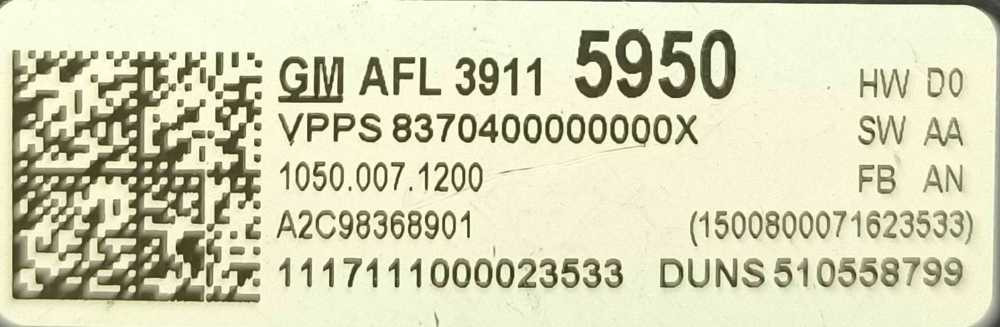 GM AFL 3911 5950 HW D0
VPPS 8370400000000X SW AA
1050.007.1200 FB AN
A2C98368901 (1500800071623533)
1117111000023533 DUNS 510558799